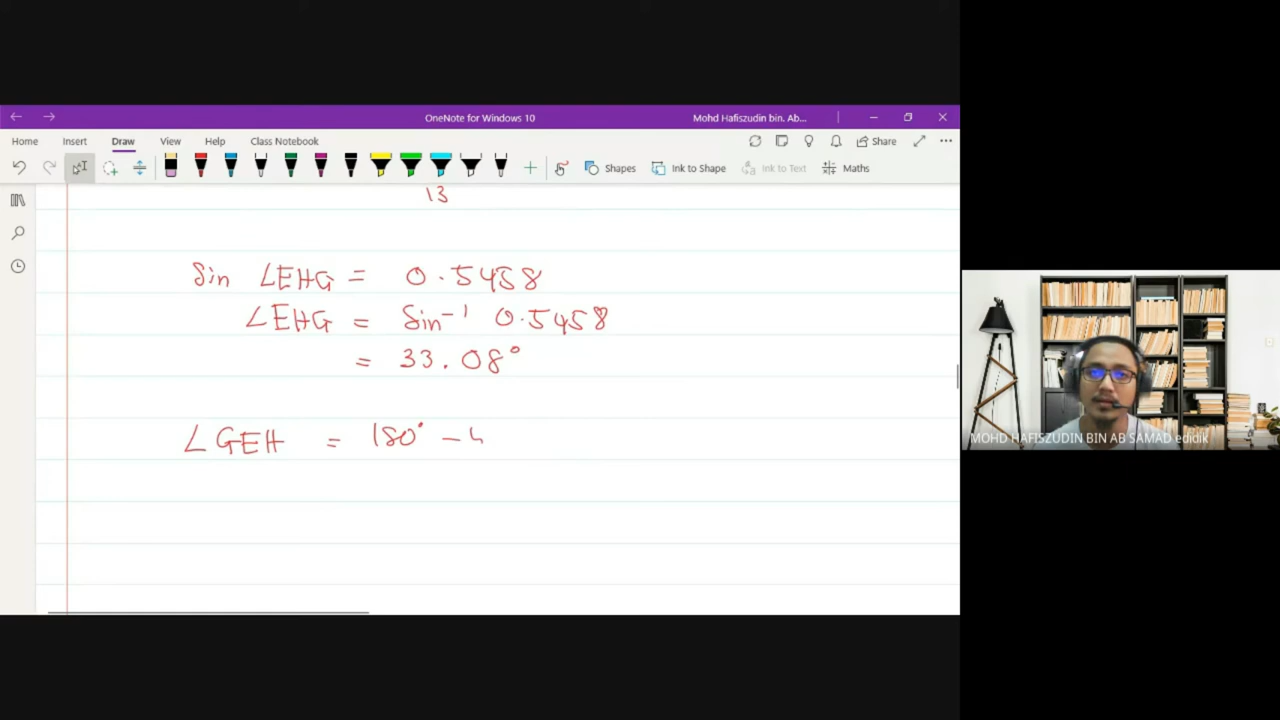 OneNote for Windows 10
Mohd Hafiszudin bin. Ab...
Home Insert Draw View Help Class Notebook
Share
Shapes Ink to Shape Ink to Text Maths
13
Sin ∠EHG = 0.5458
∠EHG = Sin⁻¹ 0.5458
= 33.08°
∠GEH = 180° - 4
MOHD HAFISZUDIN BIN AB SAMAD edidik